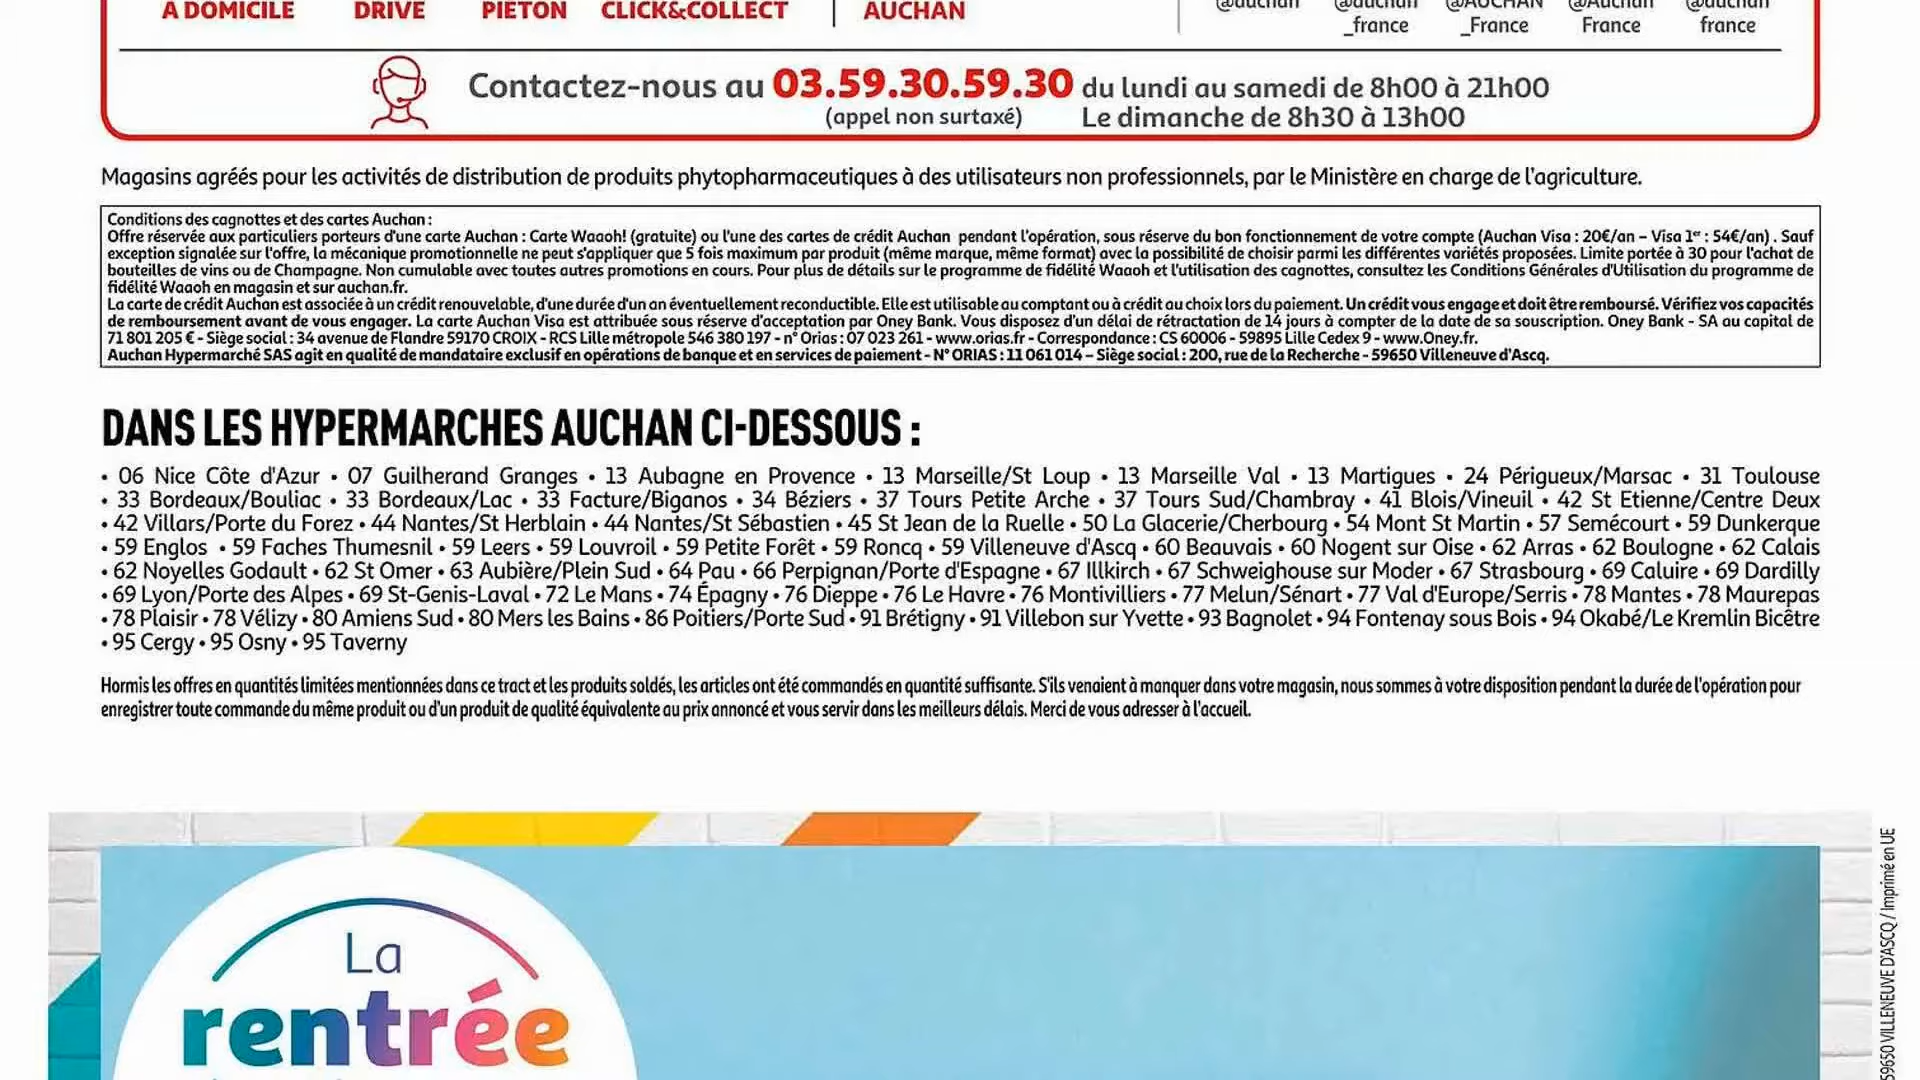 À DOMICILE DRIVE PIÉTON CLICK&COLLECT AUCHAN
@auchan @auchan @AUCHAN @Auchan @auchan
_france _France France france
Contactez-nous au 03.59.30.59.30 du lundi au samedi de 8h00 à 21h00
(appel non surtaxé) Le dimanche de 8h30 à 13h00
Magasins agréés pour les activités de distribution de produits phytopharmaceutiques à des utilisateurs non professionnels, par le Ministère en charge de l'agriculture.
Conditions des cagnottes et des cartes Auchan :
Offre réservée aux particuliers porteurs d'une carte Auchan : Carte Waaoh! (gratuite) ou l'une des cartes de crédit Auchan pendant l'opération, sous réserve du bon fonctionnement de votre compte (Auchan Visa : 20€/an – Visa 1er : 54€/an) . Sauf
exception signalée sur l'offre, la mécanique promotionnelle ne peut s'appliquer que 5 fois maximum par produit (même marque, même format) avec la possibilité de choisir parmi les différentes variétés proposées. Limite portée à 30 pour l'achat de
bouteilles de vins ou de Champagne. Non cumulable avec toutes autres promotions en cours. Pour plus de détails sur le programme de fidélité Waaoh et l'utilisation des cagnottes, consultez les Conditions Générales d'Utilisation du programme de
fidélité Waaoh en magasin et sur auchan.fr.
La carte de crédit Auchan est associée à un crédit renouvelable, d'une durée d'un an éventuellement reconductible. Elle est utilisable au comptant ou à crédit au choix lors du paiement. Un crédit vous engage et doit être remboursé. Vérifiez vos capacités
de remboursement avant de vous engager. La carte Auchan Visa est attribuée sous réserve d'acceptation par Oney Bank. Vous disposez d'un délai de rétractation de 14 jours à compter de la date de sa souscription. Oney Bank - SA au capital de
71 801 205 € - Siège social : 34 avenue de Flandre 59170 CROIX - RCS Lille métropole 546 380 197 - n° Orias : 07 023 261 - www.orias.fr - Correspondance : CS 60006 - 59895 Lille Cedex 9 - www.Oney.fr.
Auchan Hypermarché SAS agit en qualité de mandataire exclusif en opérations de banque et en services de paiement - N° ORIAS : 11 061 014 – Siège social : 200, rue de la Recherche - 59650 Villeneuve d'Ascq.
DANS LES HYPERMARCHES AUCHAN CI-DESSOUS :
• 06 Nice Côte d'Azur • 07 Guilherand Granges • 13 Aubagne en Provence • 13 Marseille/St Loup • 13 Marseille Val • 13 Martigues • 24 Périgueux/Marsac • 31 Toulouse
• 33 Bordeaux/Bouliac • 33 Bordeaux/Lac • 33 Facture/Biganos • 34 Béziers • 37 Tours Petite Arche • 37 Tours Sud/Chambray • 41 Blois/Vineuil • 42 St Etienne/Centre Deux
• 42 Villars/Porte du Forez • 44 Nantes/St Herblain • 44 Nantes/St Sébastien • 45 St Jean de la Ruelle • 50 La Glacerie/Cherbourg • 54 Mont St Martin • 57 Semécourt • 59 Dunkerque
• 59 Englos • 59 Faches Thumesnil • 59 Leers • 59 Louvroil • 59 Petite Forêt • 59 Roncq • 59 Villeneuve d'Ascq • 60 Beauvais • 60 Nogent sur Oise • 62 Arras • 62 Boulogne • 62 Calais
• 62 Noyelles Godault • 62 St Omer • 63 Aubière/Plein Sud • 64 Pau • 66 Perpignan/Porte d'Espagne • 67 Illkirch • 67 Schweighouse sur Moder • 67 Strasbourg • 69 Caluire • 69 Dardilly
• 69 Lyon/Porte des Alpes • 69 St-Genis-Laval • 72 Le Mans • 74 Épagny • 76 Dieppe • 76 Le Havre • 76 Montivilliers • 77 Melun/Sénart • 77 Val d'Europe/Serris • 78 Mantes • 78 Maurepas
• 78 Plaisir • 78 Vélizy • 80 Amiens Sud • 80 Mers les Bains • 86 Poitiers/Porte Sud • 91 Brétigny • 91 Villebon sur Yvette • 93 Bagnolet • 94 Fontenay sous Bois • 94 Okabé/Le Kremlin Bicêtre
• 95 Cergy • 95 Osny • 95 Taverny
Hormis les offres en quantités limitées mentionnées dans ce tract et les produits soldés, les articles ont été commandés en quantité suffisante. S'ils venaient à manquer dans votre magasin, nous sommes à votre disposition pendant la durée de l'opération pour
enregistrer toute commande du même produit ou d'un produit de qualité équivalente au prix annoncé et vous servir dans les meilleurs délais. Merci de vous adresser à l'accueil.
La
rentrée
59650 VILLENEUVE D'ASCQ / Imprimé en UE